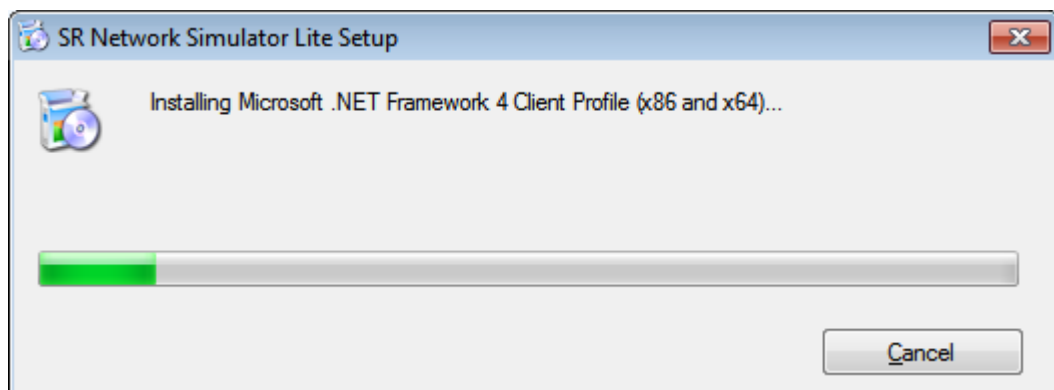 SR Network Simulator Lite Setup
Installing Microsoft .NET Framework 4 Client Profile (x86 and x64)...
Cancel